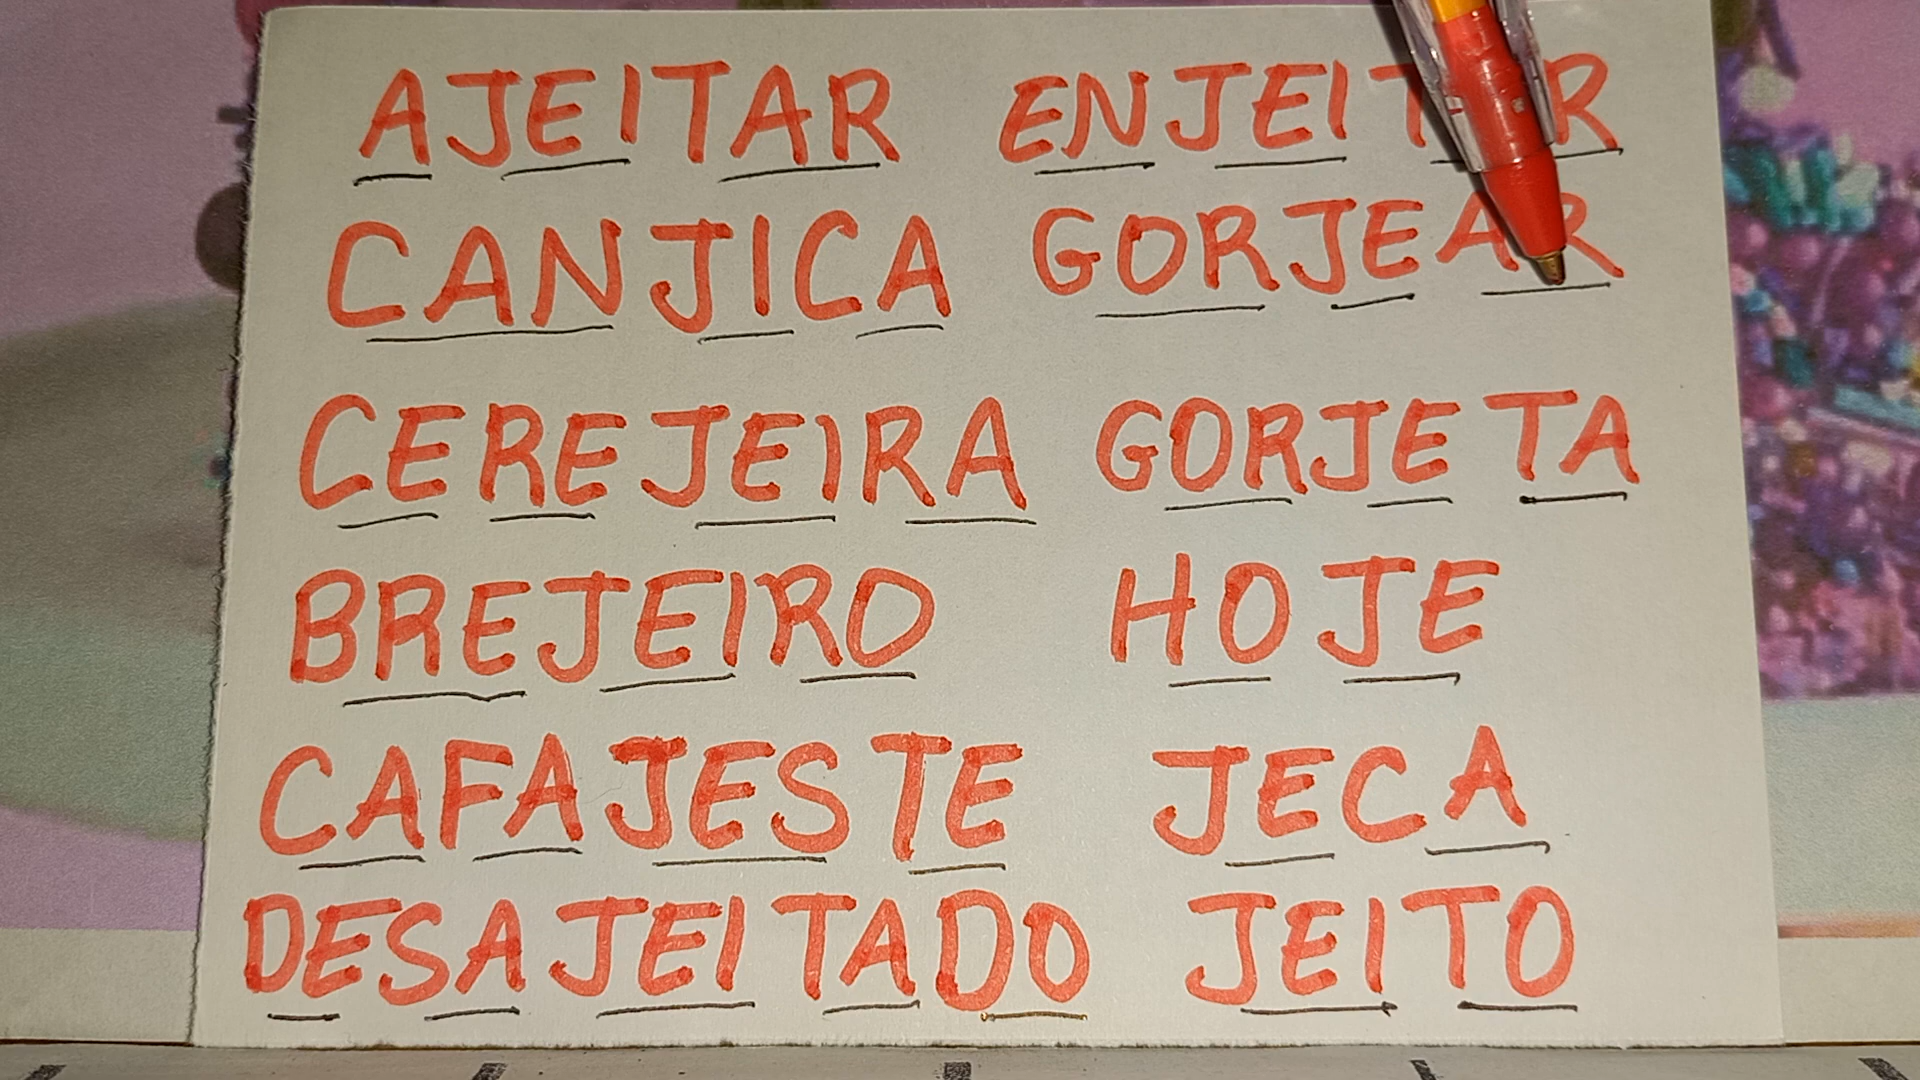 AJEITAR ENJEITAR
CANJICA GORJEAR
CEREJEIRA GORJETA
BREJEIRO HOJE
CAFAJESTE JECA
DESAJEITADO JEITO